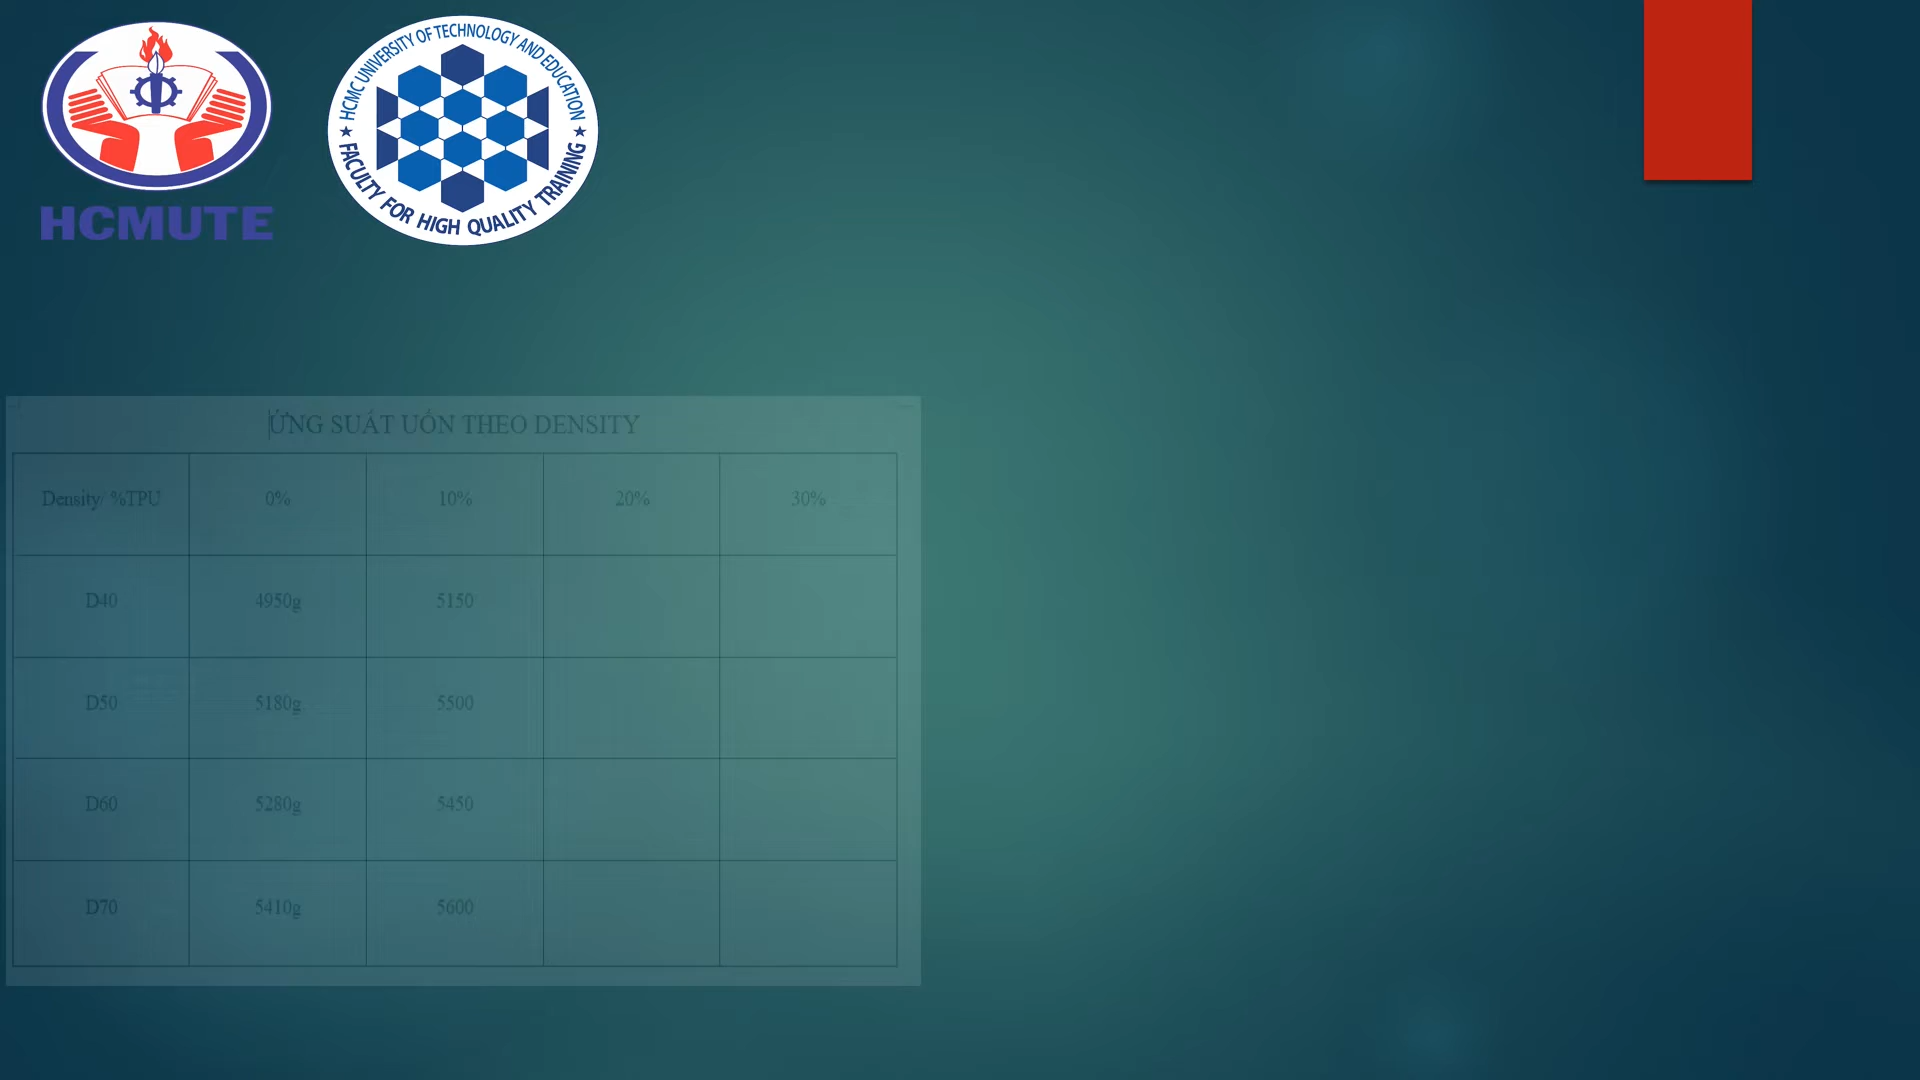 HCMC UNIVERSITY OF TECHNOLOGY AND EDUCATION
★ FACULTY FOR HIGH QUALITY TRAINING ★
HCMUTE
ỨNG SUẤT UỐN THEO DENSITY
Density/ %TPU 0% 10% 20% 30%
D40 4950g 5150
D50 5180g 5500
D60 5280g 5450
D70 5410g 5600